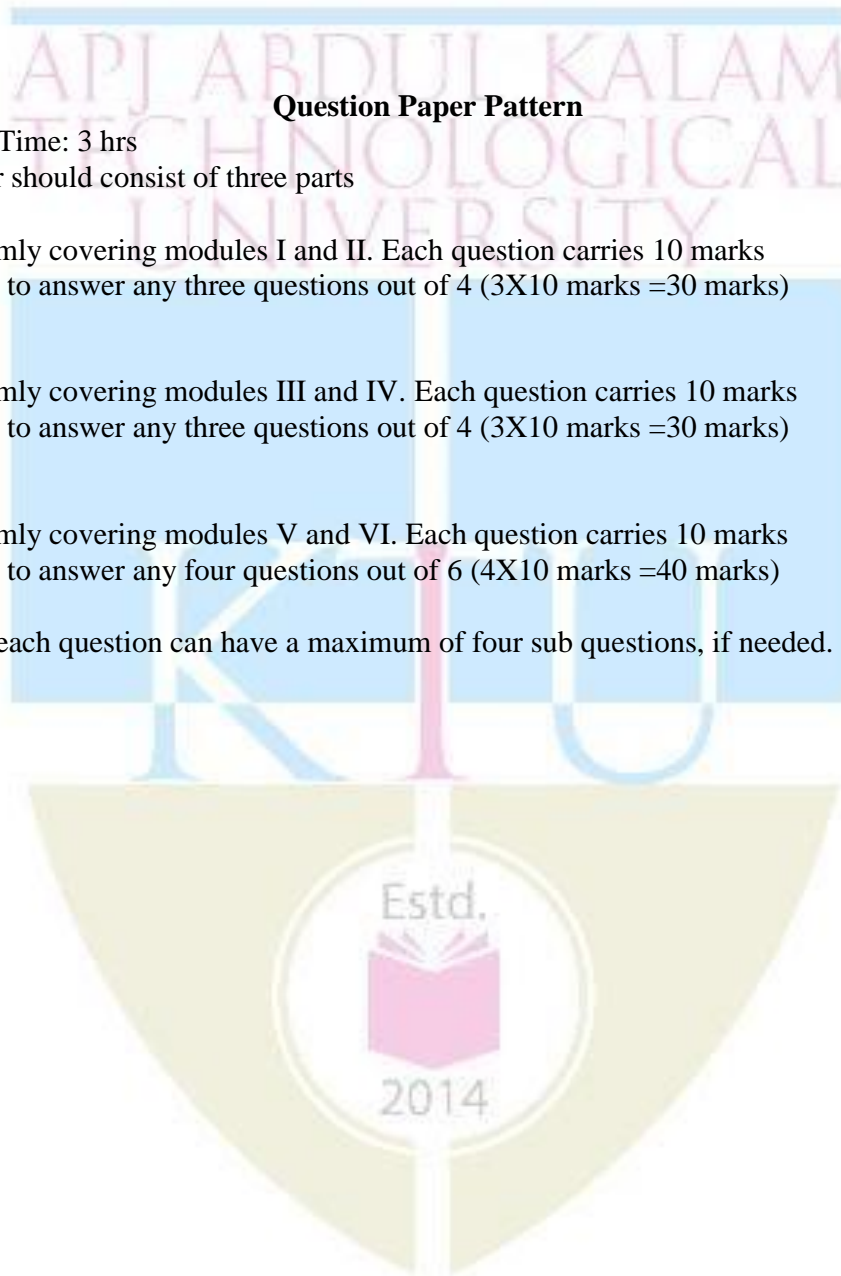 APJ ABDUL KALAM
TECHNOLOGICAL
UNIVERSITY
Question Paper Pattern
Time: 3 hrs
r should consist of three parts
mly covering modules I and II. Each question carries 10 marks
to answer any three questions out of 4 (3X10 marks =30 marks)
mly covering modules III and IV. Each question carries 10 marks
to answer any three questions out of 4 (3X10 marks =30 marks)
mly covering modules V and VI. Each question carries 10 marks
to answer any four questions out of 6 (4X10 marks =40 marks)
each question can have a maximum of four sub questions, if needed.
KTU
Estd.
2014